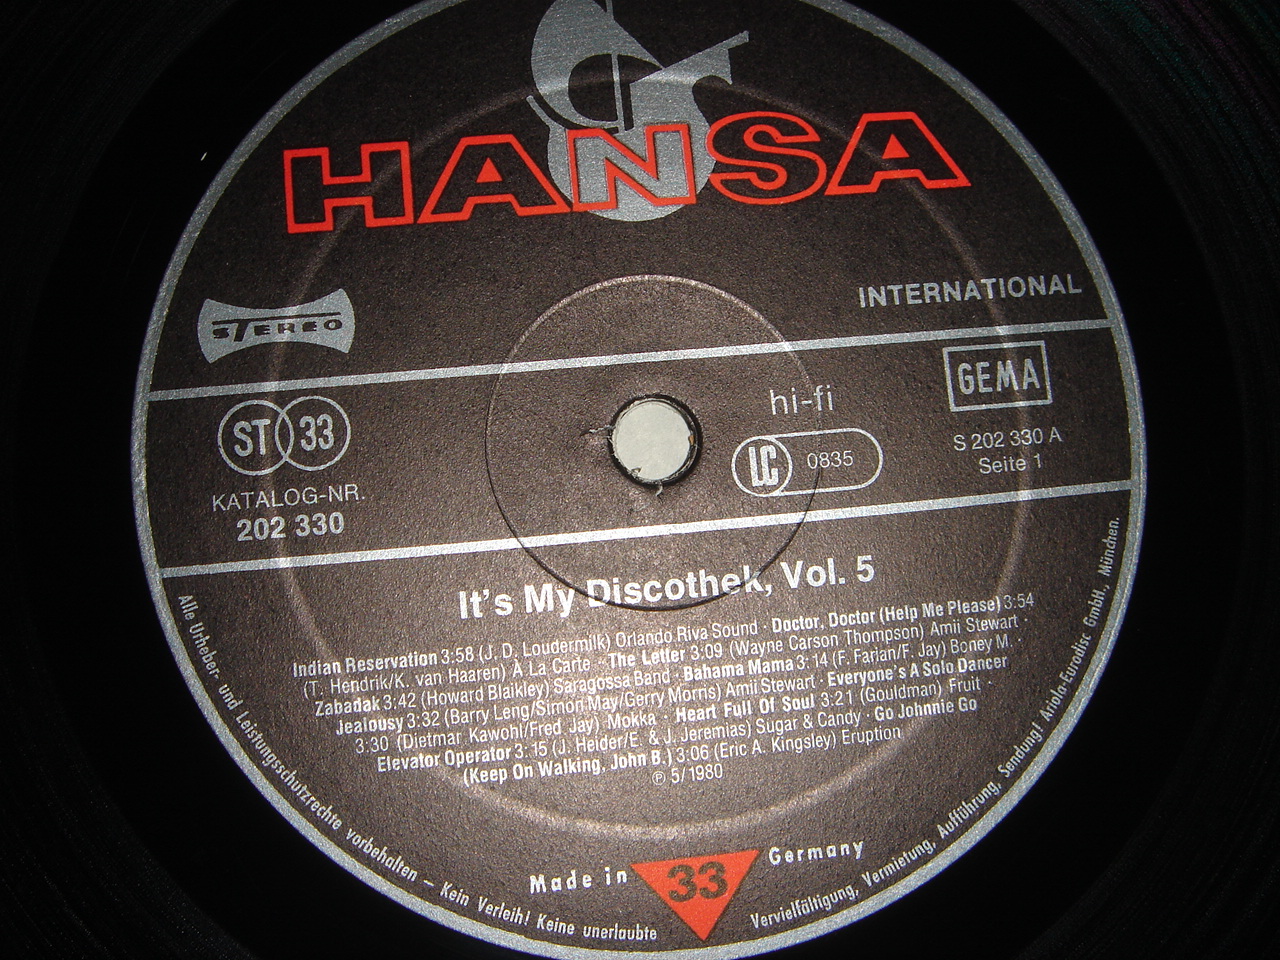 HANSA
INTERNATIONAL
STEREO
ST 33
KATALOG-NR.
202 330
hi-fi
LC 0835
GEMA
S 202 330 A
Seite 1
It's My Discothek, Vol. 5
Indian Reservation 3:58 (J. D. Loudermilk) Orlando Riva Sound · Doctor, Doctor (Help Me Please) 3:54
(T. Hendrik/K. van Haaren) A La Carte · The Letter 3:09 (Wayne Carson Thompson) Amii Stewart ·
Zabadak 3:42 (Howard Blaikley) Saragossa Band · Bahama Mama 3:14 (F. Farian/F. Jay) Boney M. ·
Jealousy 3:32 (Barry Leng/Simon May/Gerry Morris) Amii Stewart · Everyone's A Solo Dancer
3:30 (Dietmar Kawohl/Fred Jay) Mokka · Heart Full Of Soul 3:21 (Gouldman) Fruit ·
Elevator Operator 3:15 (J. Heider/E. & J. Jeremias) Sugar & Candy · Go Johnnie Go
(Keep On Walking, John B.) 3:06 (Eric A. Kingsley) Eruption
℗ 5/1980
Made in 33 Germany
Alle Urheber- und Leistungsschutzrechte vorbehalten – Kein Verleih! Keine unerlaubte Vervielfältigung, Vermietung, Aufführung, Sendung! Ariola-Eurodisc GmbH., München.